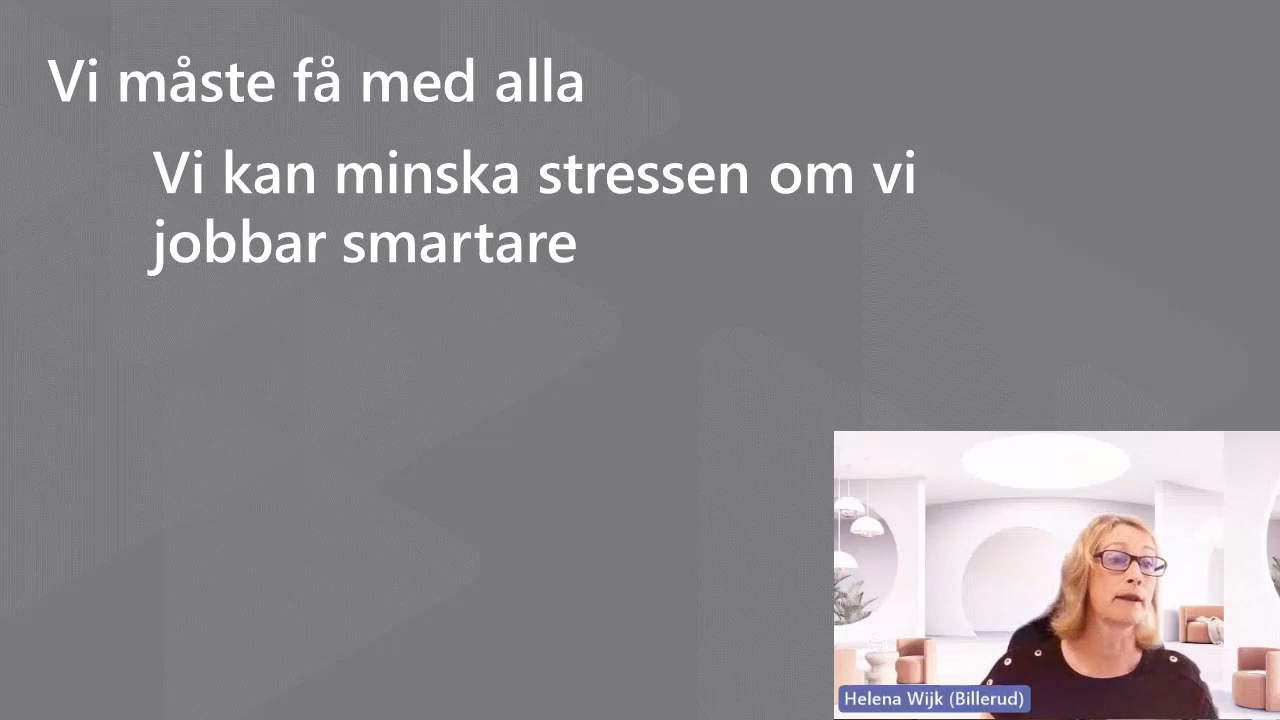 Vi måste få med alla
Vi kan minska stressen om vi
jobbar smartare
Helena Wijk (Billerud)